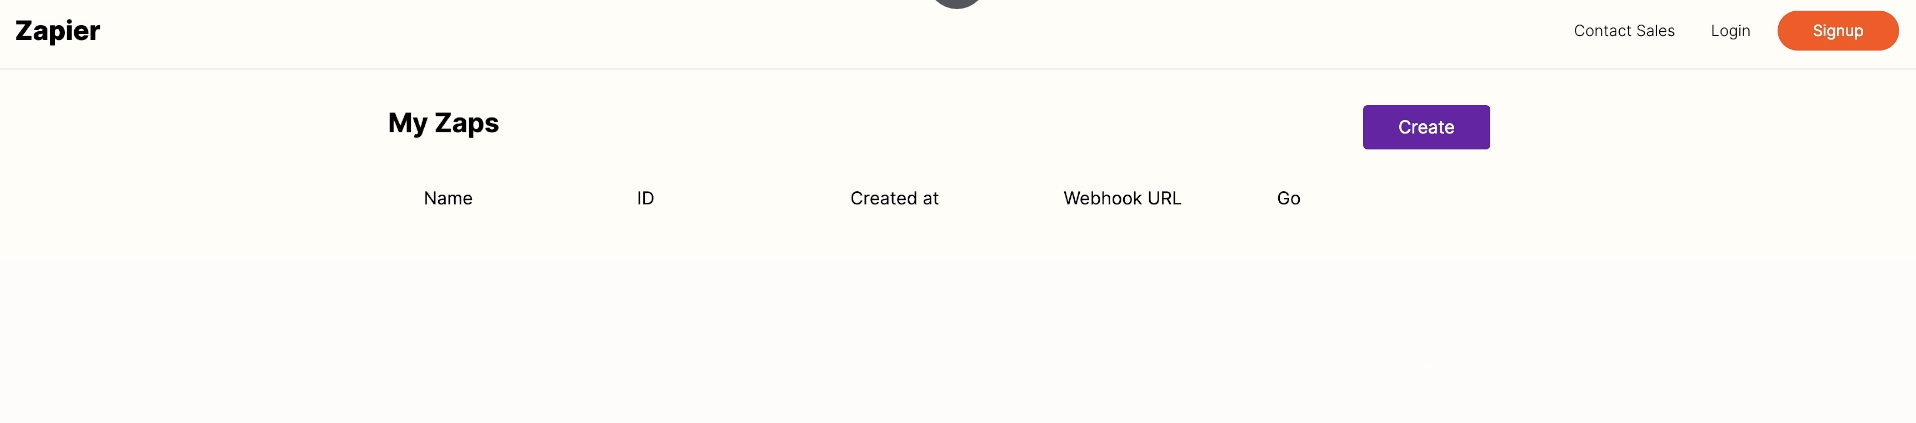 Zapier Contact Sales Login Signup
My Zaps Create
Name ID Created at Webhook URL Go